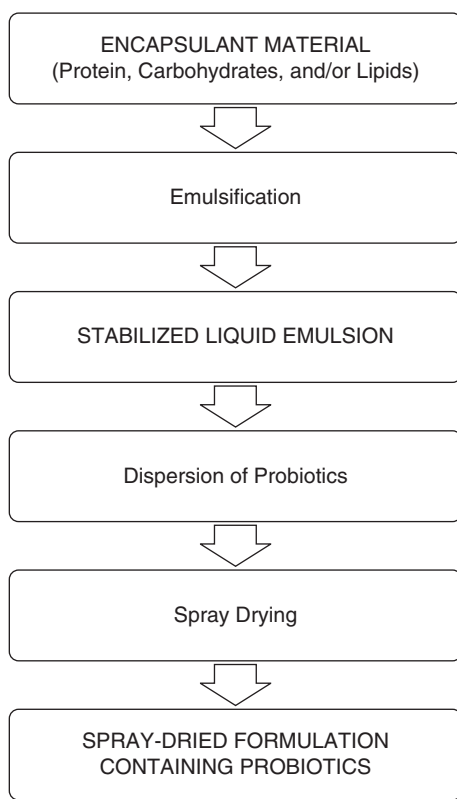 ENCAPSULANT MATERIAL
(Protein, Carbohydrates, and/or Lipids)
Emulsification
STABILIZED LIQUID EMULSION
Dispersion of Probiotics
Spray Drying
SPRAY-DRIED FORMULATION
CONTAINING PROBIOTICS